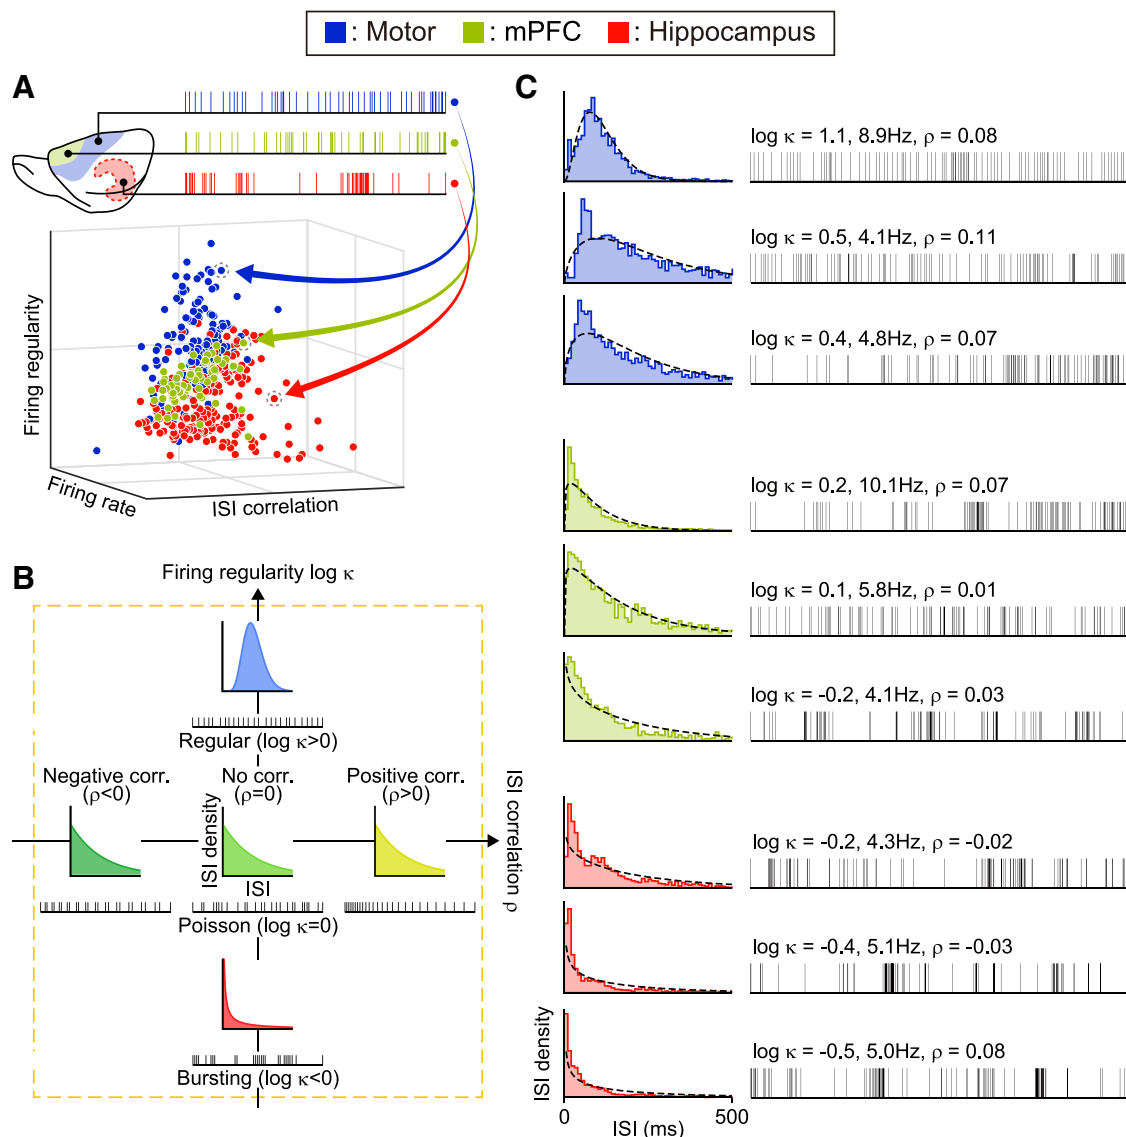 : Motor : mPFC : Hippocampus
A
Firing regularity
Firing rate
ISI correlation
B
Firing regularity log κ
Regular (log κ>0)
Negative corr.
(ρ<0)
No corr.
(ρ=0)
Positive corr.
(ρ>0)
ISI density
ISI
ISI correlation ρ
Poisson (log κ=0)
Bursting (log κ<0)
C
log κ = 1.1, 8.9Hz, ρ = 0.08
log κ = 0.5, 4.1Hz, ρ = 0.11
log κ = 0.4, 4.8Hz, ρ = 0.07
log κ = 0.2, 10.1Hz, ρ = 0.07
log κ = 0.1, 5.8Hz, ρ = 0.01
log κ = -0.2, 4.1Hz, ρ = 0.03
log κ = -0.2, 4.3Hz, ρ = -0.02
log κ = -0.4, 5.1Hz, ρ = -0.03
log κ = -0.5, 5.0Hz, ρ = 0.08
ISI density
0 500
ISI (ms)